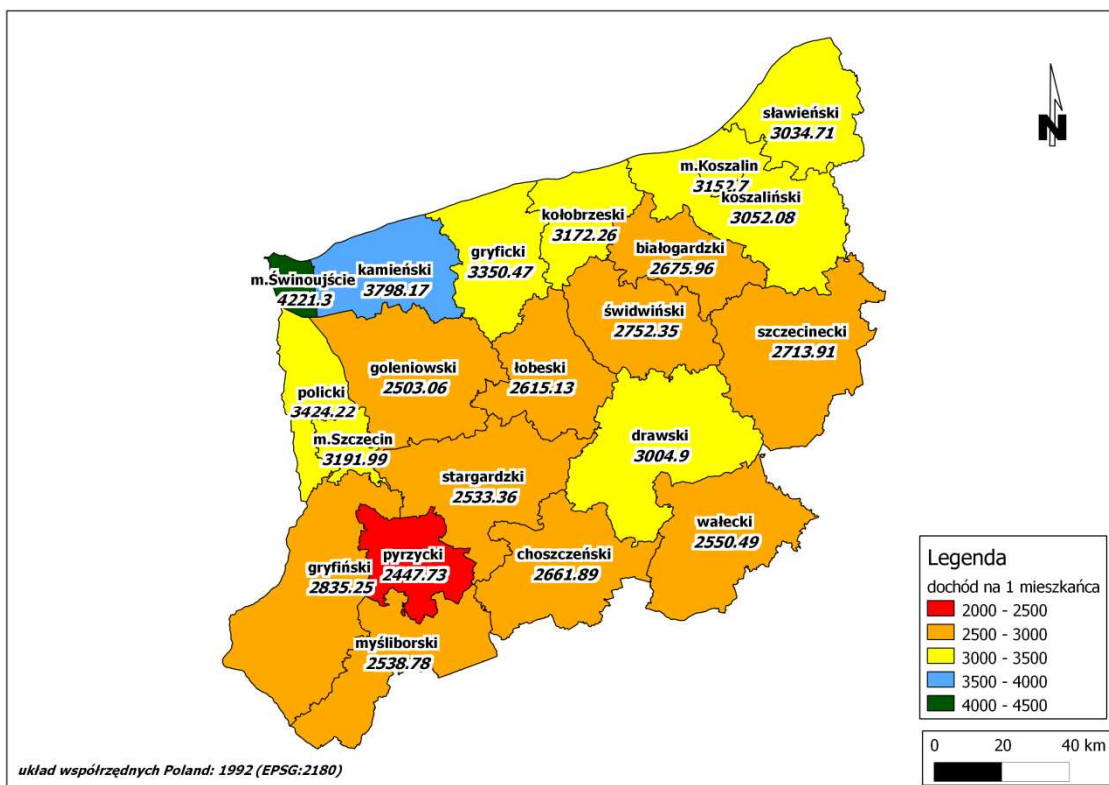 sławieński
3034.71
N
m.Koszalin
3152.7
koszaliński
3052.08
kołobrzeski
3172.26
białogardzki
2675.96
gryficki
3350.47
kamieński
3798.17
m.Świnoujście
4221.3
świdwiński
2752.35
szczecinecki
2713.91
goleniowski
2503.06
łobeski
2615.13
policki
3424.22
m.Szczecin
3191.99
drawski
3004.9
stargardzki
2533.36
wałecki
2550.49
choszczeński
2661.89
pyrzycki
2447.73
gryfiński
2835.25
myśliborski
2538.78
Legenda
dochód na 1 mieszkańca
2000 - 2500
2500 - 3000
3000 - 3500
3500 - 4000
4000 - 4500
0 20 40 km
układ współrzędnych Poland: 1992 (EPSG:2180)